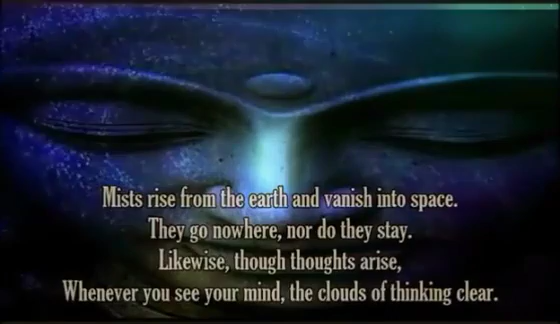 Mists rise from the earth and vanish into space.
They go nowhere, nor do they stay.
Likewise, though thoughts arise,
Whenever you see your mind, the clouds of thinking clear.